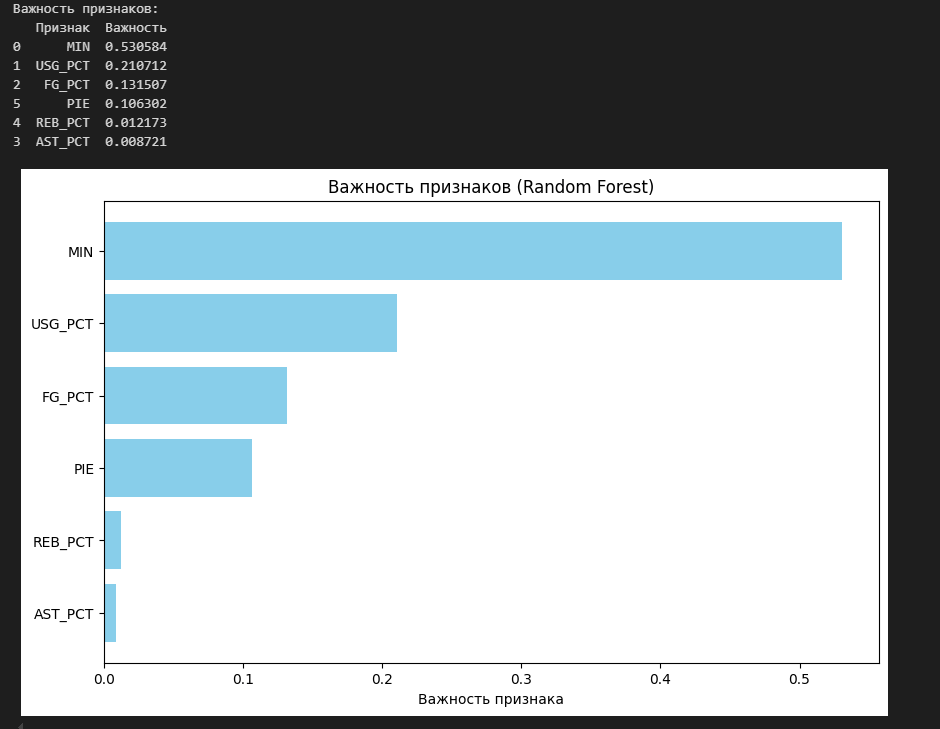 Важность признаков:
Признак Важность
0 MIN 0.530584
1 USG_PCT 0.210712
2 FG_PCT 0.131507
5 PIE 0.106302
4 REB_PCT 0.012173
3 AST_PCT 0.008721
Важность признаков (Random Forest)
MIN
USG_PCT
FG_PCT
PIE
REB_PCT
AST_PCT
0.0 0.1 0.2 0.3 0.4 0.5
Важность признака